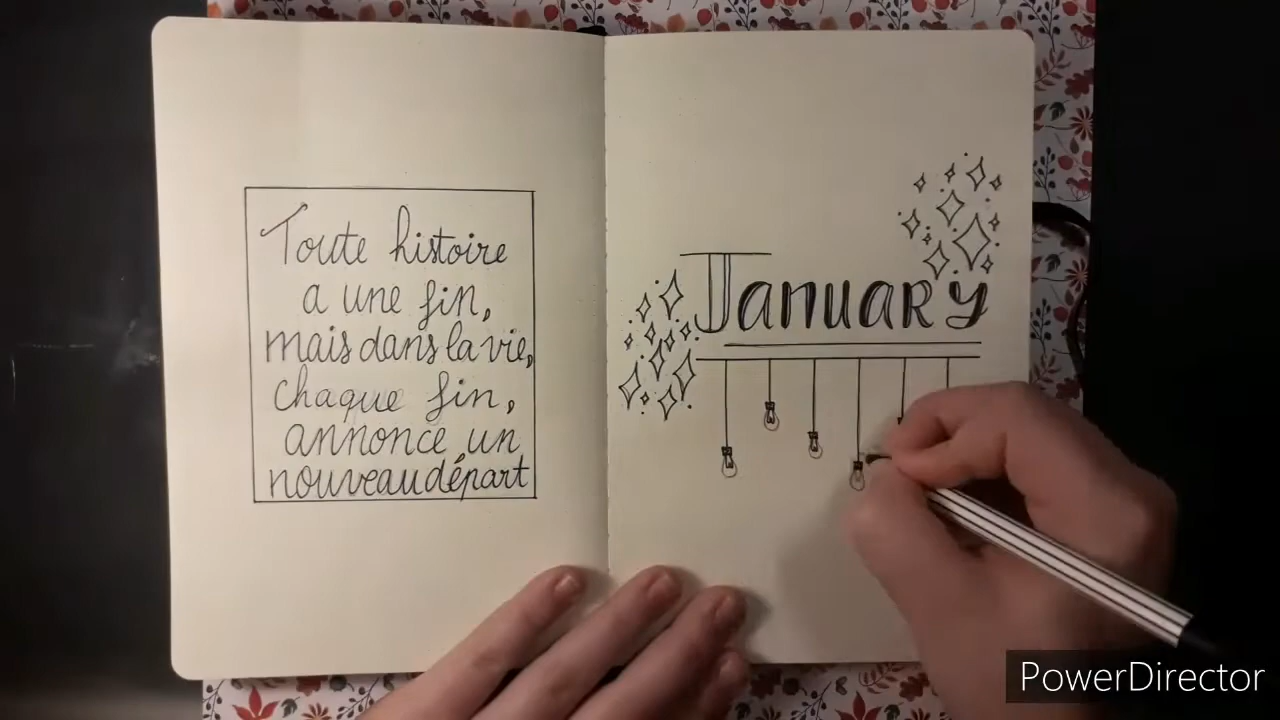 Toute histoire
a une fin,
mais dans la vie,
chaque fin,
annonce un
nouveau départ
January
PowerDirector